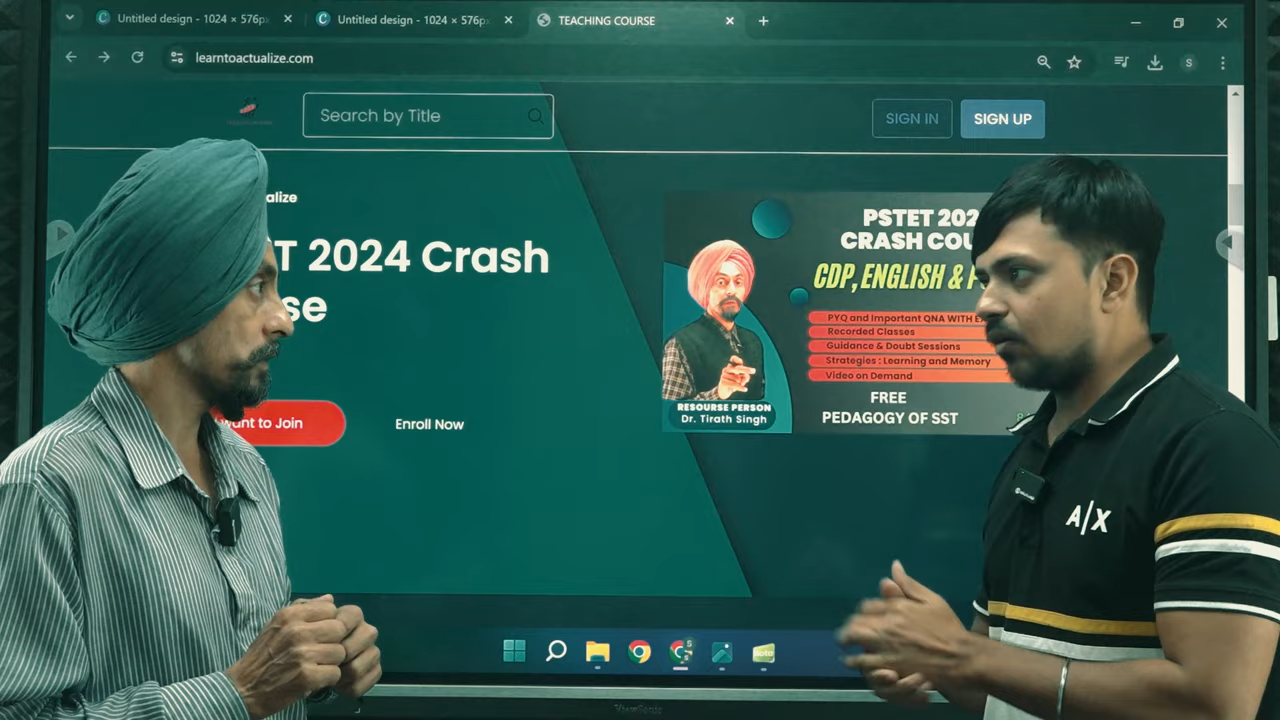 Untitled design - 1024 × 576p
Untitled design - 1024 × 576p
TEACHING COURSE
learntoactualize.com
S
Search by Title
SIGN IN
SIGN UP
alize
T 2024 Crash
se
want to Join
Enroll Now
PSTET 202
CRASH COU
CDP, ENGLISH & P
PYQ and Important QNA WITH E
Recorded Classes
Guidance & Doubt Sessions
Strategies : Learning and Memory
Video on Demand
FREE
PEDAGOGY OF SST
RESOURSE PERSON
Dr. Tirath Singh
A|X
ViewSonic